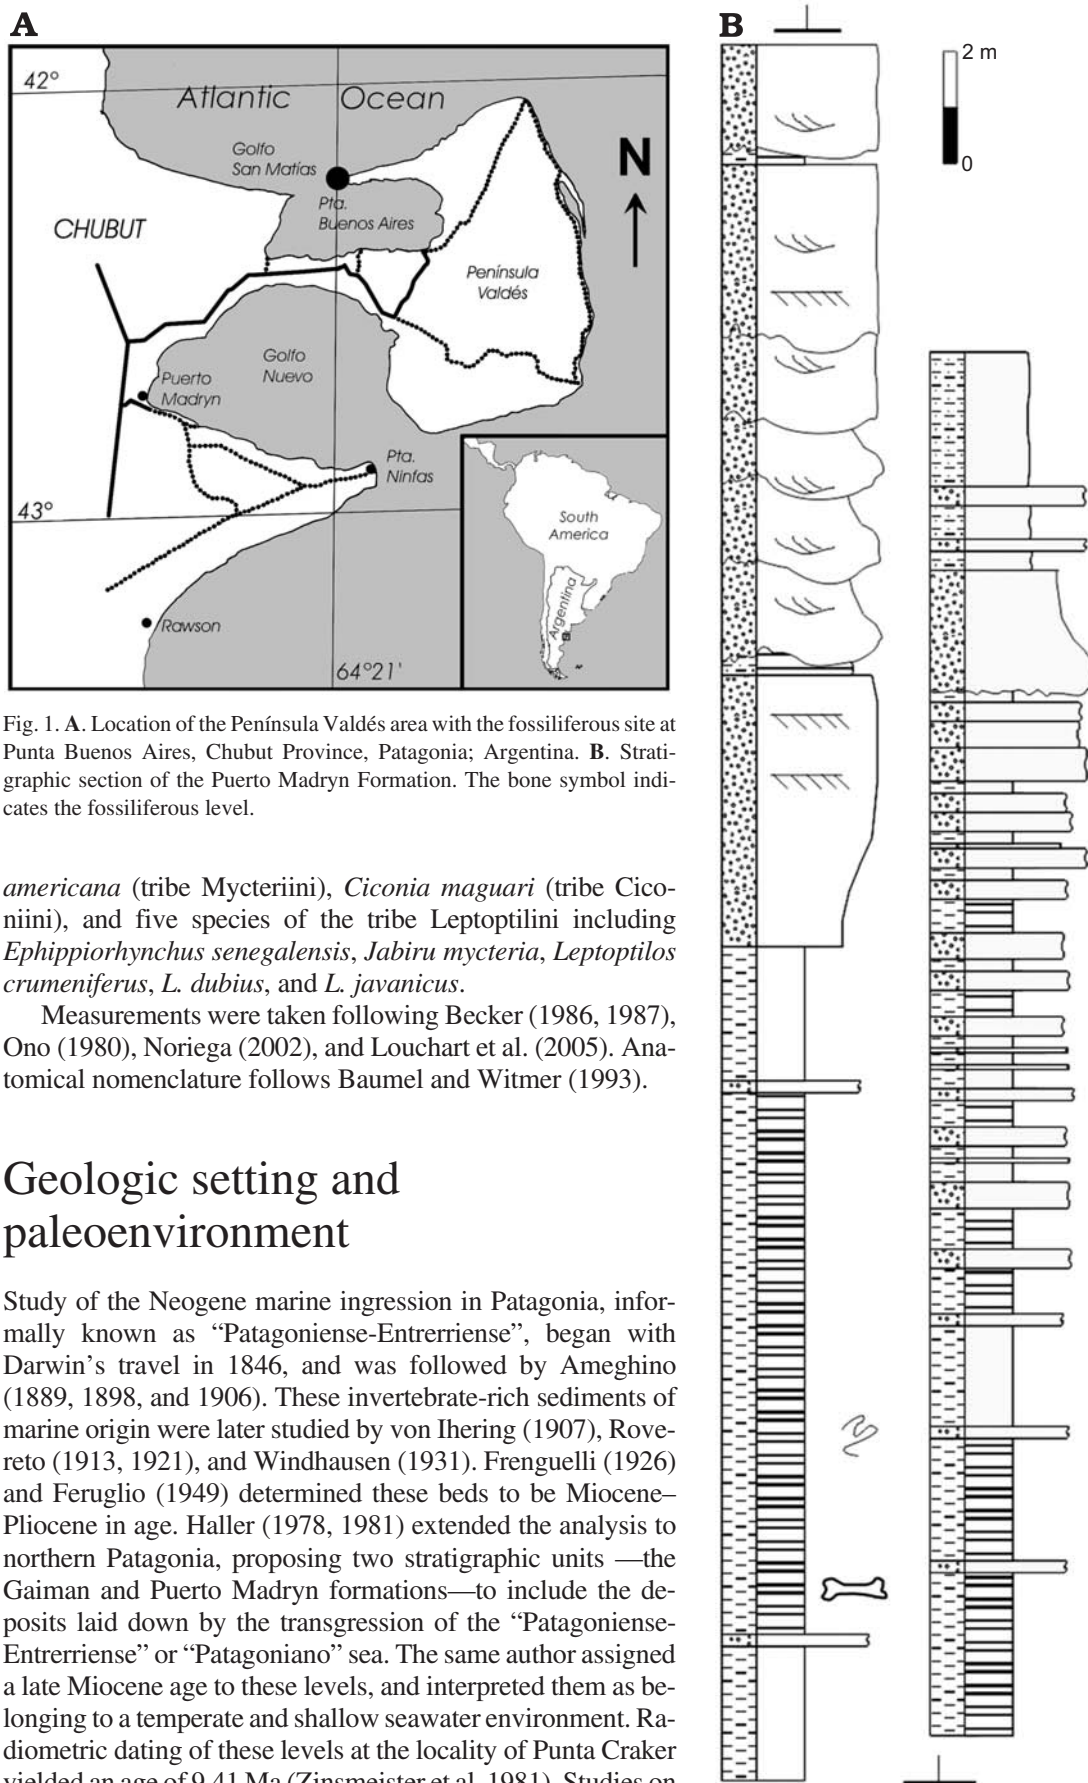 A
42°
Atlantic Ocean
Golfo
San Matías
Pta.
Buenos Aires
N
CHUBUT
Península
Valdés
Golfo
Nuevo
Puerto
Madryn
Pta.
Ninfas
43°
South
America
Argentina
Rawson
64°21'
Fig. 1. A. Location of the Península Valdés area with the fossiliferous site at
Punta Buenos Aires, Chubut Province, Patagonia; Argentina. B. Strati-
graphic section of the Puerto Madryn Formation. The bone symbol indi-
cates the fossiliferous level.
americana (tribe Mycteriini), Ciconia maguari (tribe Cico-
niini), and five species of the tribe Leptoptilini including
Ephippiorhynchus senegalensis, Jabiru mycteria, Leptoptilos
crumeniferus, L. dubius, and L. javanicus.
Measurements were taken following Becker (1986, 1987),
Ono (1980), Noriega (2002), and Louchart et al. (2005). Ana-
tomical nomenclature follows Baumel and Witmer (1993).
Geologic setting and
paleoenvironment
Study of the Neogene marine ingression in Patagonia, infor-
mally known as “Patagoniense-Entrerriense”, began with
Darwin’s travel in 1846, and was followed by Ameghino
(1889, 1898, and 1906). These invertebrate-rich sediments of
marine origin were later studied by von Ihering (1907), Rove-
reto (1913, 1921), and Windhausen (1931). Frenguelli (1926)
and Feruglio (1949) determined these beds to be Miocene–
Pliocene in age. Haller (1978, 1981) extended the analysis to
northern Patagonia, proposing two stratigraphic units —the
Gaiman and Puerto Madryn formations—to include the de-
posits laid down by the transgression of the “Patagoniense-
Entrerriense” or “Patagoniano” sea. The same author assigned
a late Miocene age to these levels, and interpreted them as be-
longing to a temperate and shallow seawater environment. Ra-
diometric dating of these levels at the locality of Punta Craker
yielded an age of 9.41 Ma (Zinsmeister et al. 1981). Studies on
B
2 m
0